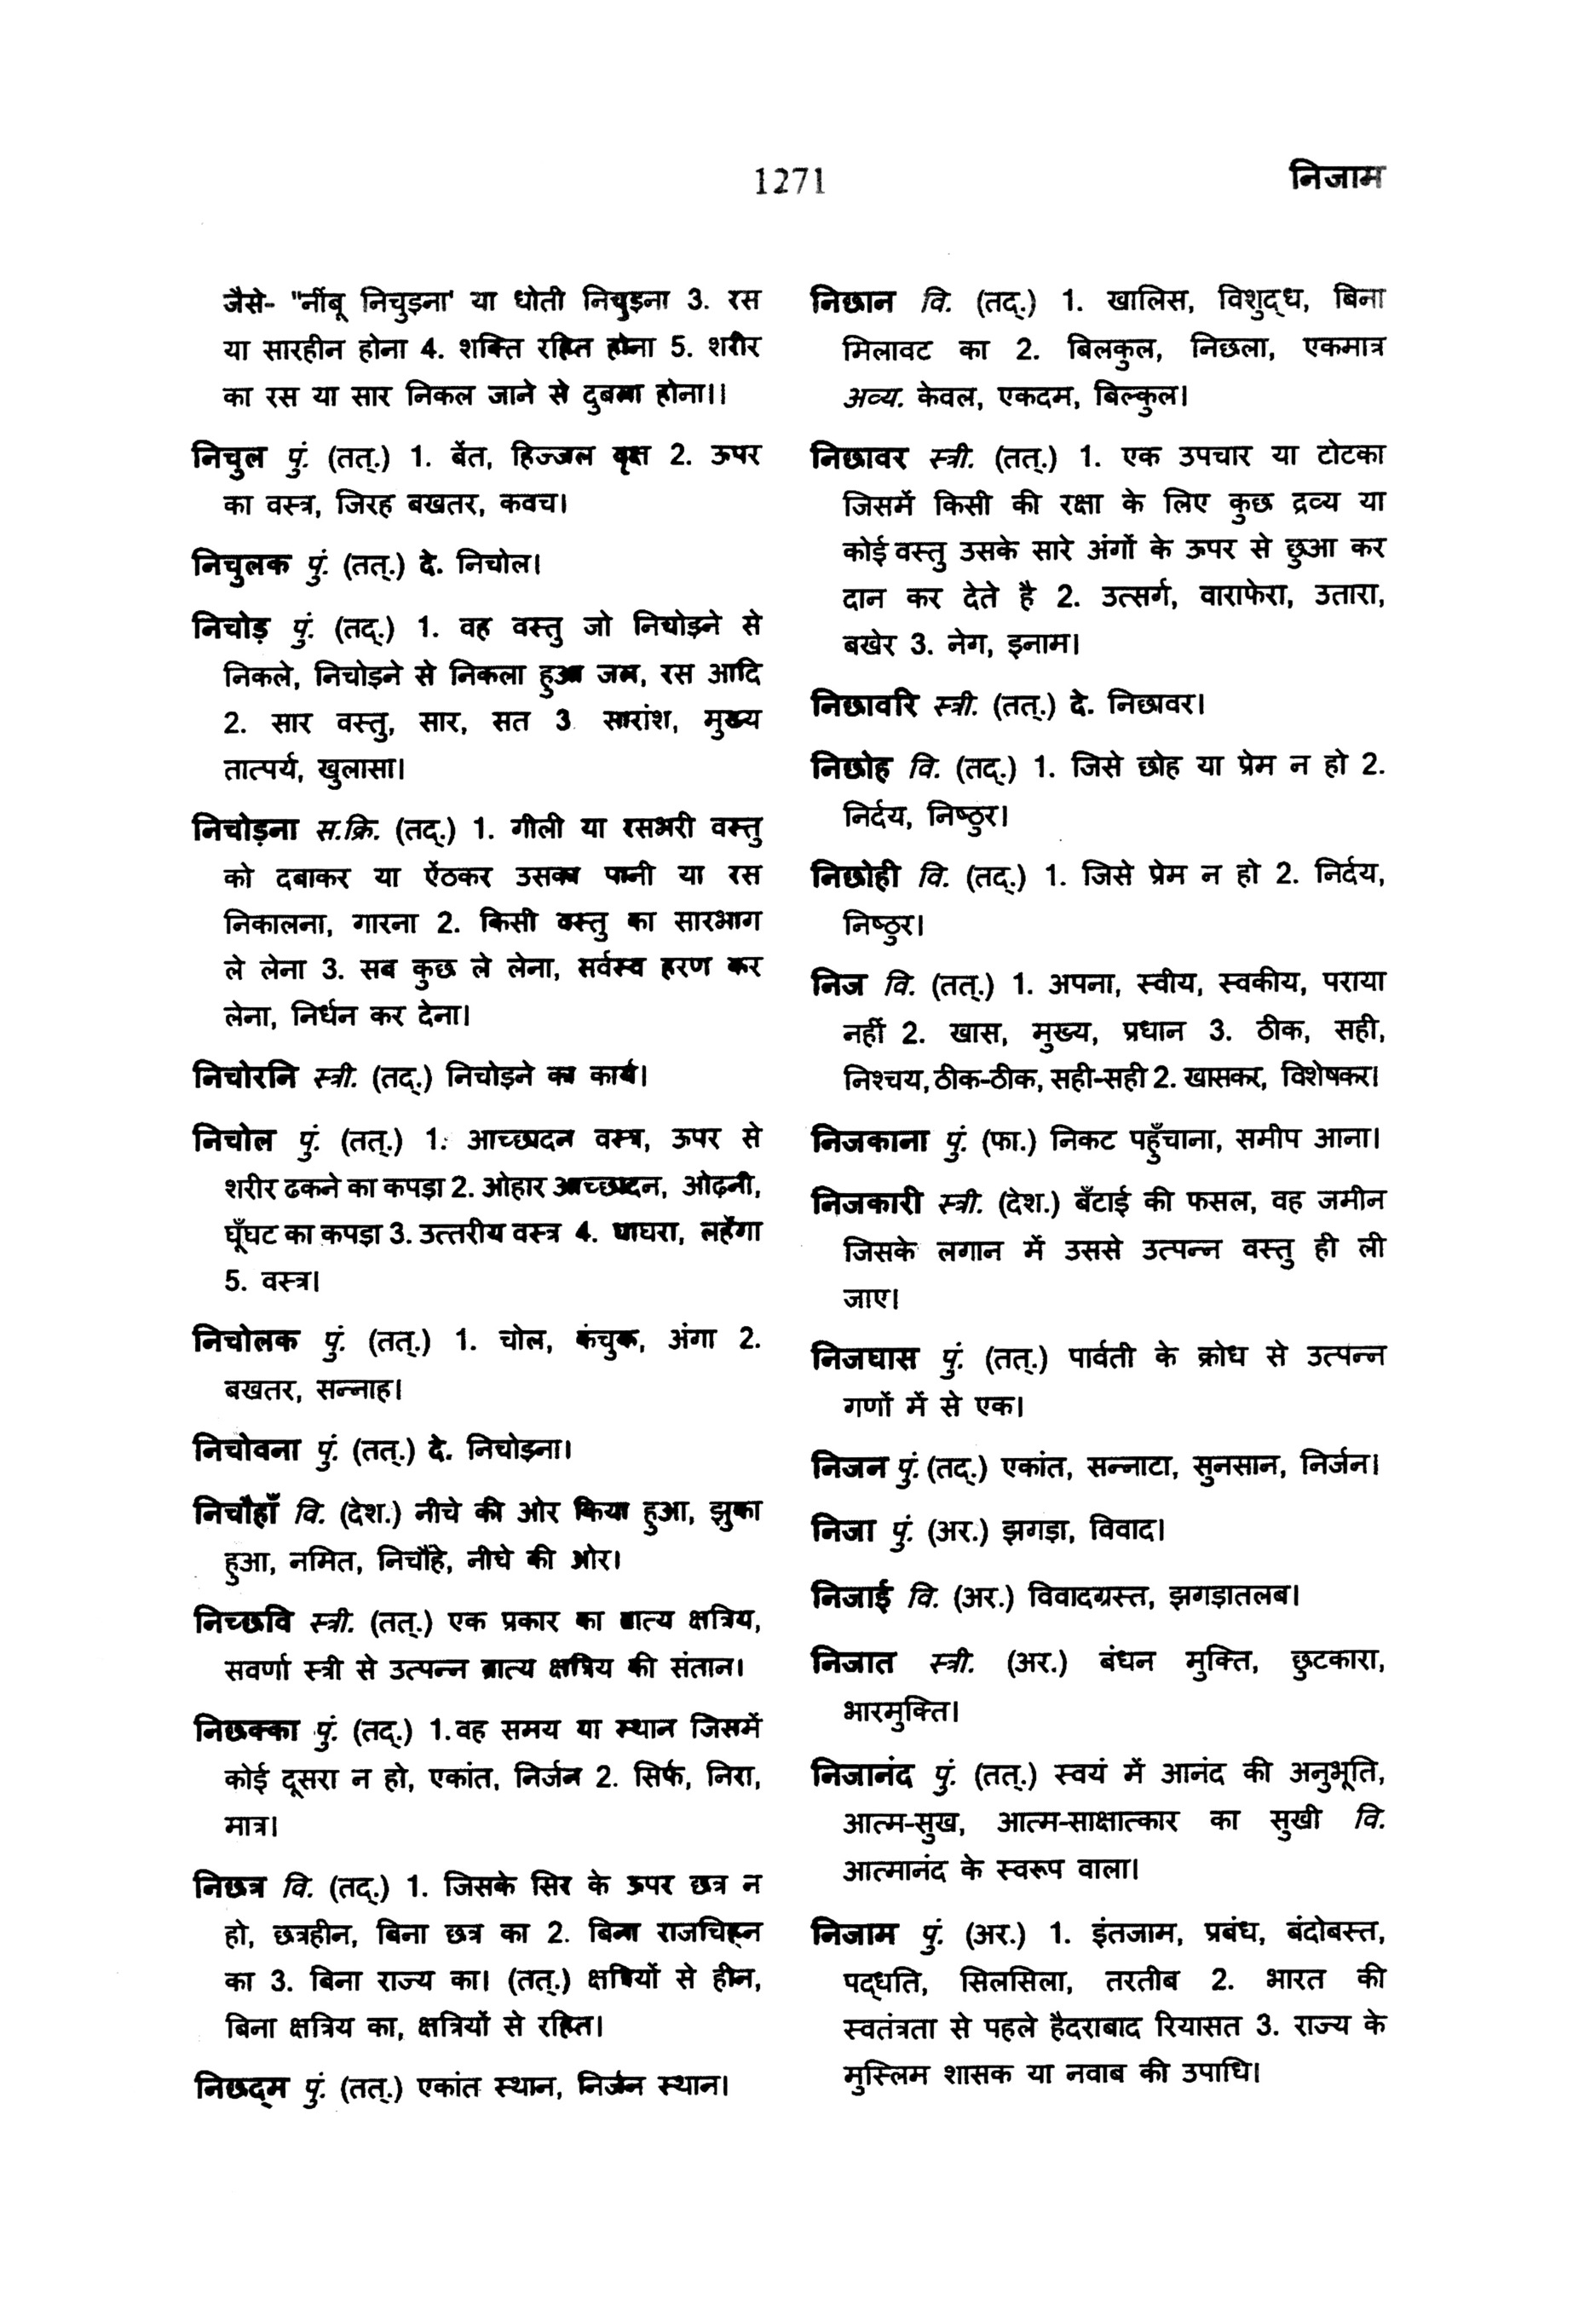 1271
निजाम
जैसे- "नींबू निचुड़ना' या धोती निचुड़ना 3. रस
या सारहीन होना 4. शक्ति रहित होना 5. शरीर
का रस या सार निकल जाने से दुबला होना।।
निचुल पुं. (तत्.) 1. बेंत, हिज्जल वृक्ष 2. ऊपर
का वस्त्र, जिरह बखतर, कवच।
निचुलक पुं. (तत्.) दे. निचोल।
निचोड़ पुं. (तद्.) 1. वह वस्तु जो निचोड़ने से
निकले, निचोड़ने से निकला हुआ जल, रस आदि
2. सार वस्तु, सार, सत 3 सारांश, मुख्य
तात्पर्य, खुलासा।
निचोड़ना स.क्रि. (तद्.) 1. गीली या रसभरी वस्तु
को दबाकर या ऐंठकर उसका पानी या रस
निकालना, गारना 2. किसी वस्तु का सारभाग
ले लेना 3. सब कुछ ले लेना, सर्वस्व हरण कर
लेना, निर्धन कर देना।
निचोरनि स्त्री. (तद्.) निचोड़ने का कार्य।
निचोल पुं. (तत्.) 1. आच्छादन वस्त्र, ऊपर से
शरीर ढकने का कपड़ा 2. ओहार आच्छादन, ओढ़नी,
घूँघट का कपड़ा 3. उत्तरीय वस्त्र 4. घाघरा, लहँगा
5. वस्त्र।
निचोलक पुं. (तत्.) 1. चोल, कंचुक, अंगा 2.
बखतर, सन्नाह।
निचोवना पुं. (तत्.) दे. निचोड़ना।
निचौहाँ वि. (देश.) नीचे की ओर किया हुआ, झुका
हुआ, नमित, निचौंहे, नीचे की ओर।
निच्छवि स्त्री. (तत्.) एक प्रकार का व्रात्य क्षत्रिय,
सवर्णा स्त्री से उत्पन्न व्रात्य क्षत्रिय की संतान।
निछक्का पुं. (तद्.) 1.वह समय या स्थान जिसमें
कोई दूसरा न हो, एकांत, निर्जन 2. सिर्फ, निरा,
मात्र।
निछत्र वि. (तद्.) 1. जिसके सिर के ऊपर छत्र न
हो, छत्रहीन, बिना छत्र का 2. बिना राजचिह्न
का 3. बिना राज्य का। (तत्.) क्षत्रियों से हीन,
बिना क्षत्रिय का, क्षत्रियों से रहित।
निछद्म पुं. (तत्.) एकांत स्थान, निर्जन स्थान।
निछान वि. (तद्.) 1. खालिस, विशुद्ध, बिना
मिलावट का 2. बिलकुल, निछला, एकमात्र
अव्य. केवल, एकदम, बिल्कुल।
निछावर स्त्री. (तत्.) 1. एक उपचार या टोटका
जिसमें किसी की रक्षा के लिए कुछ द्रव्य या
कोई वस्तु उसके सारे अंगों के ऊपर से छुआ कर
दान कर देते है 2. उत्सर्ग, वाराफेरा, उतारा,
बखेर 3. नेग, इनाम।
निछावरि स्त्री. (तत्.) दे. निछावर।
निछोह वि. (तद्.) 1. जिसे छोह या प्रेम न हो 2.
निर्दय, निष्ठुर।
निछोही वि. (तद्.) 1. जिसे प्रेम न हो 2. निर्दय,
निष्ठुर।
निज वि. (तत्.) 1. अपना, स्वीय, स्वकीय, पराया
नहीं 2. खास, मुख्य, प्रधान 3. ठीक, सही,
निश्चय, ठीक-ठीक, सही-सही 2. खासकर, विशेषकर।
निजकाना पुं. (फा.) निकट पहुँचाना, समीप आना।
निजकारी स्त्री. (देश.) बँटाई की फसल, वह जमीन
जिसके लगान में उससे उत्पन्न वस्तु ही ली
जाए।
निजघास पुं. (तत्.) पार्वती के क्रोध से उत्पन्न
गणों में से एक।
निजन पुं. (तद्.) एकांत, सन्नाटा, सुनसान, निर्जन।
निजा पुं. (अर.) झगड़ा, विवाद।
निजाई वि. (अर.) विवादग्रस्त, झगड़ातलब।
निजात स्त्री. (अर.) बंधन मुक्ति, छुटकारा,
भारमुक्ति।
निजानंद पुं. (तत्.) स्वयं में आनंद की अनुभूति,
आत्म-सुख, आत्म-साक्षात्कार का सुखी वि.
आत्मानंद के स्वरूप वाला।
निजाम पुं. (अर.) 1. इंतजाम, प्रबंध, बंदोबस्त,
पद्धति, सिलसिला, तरतीब 2. भारत की
स्वतंत्रता से पहले हैदराबाद रियासत 3. राज्य के
मुस्लिम शासक या नवाब की उपाधि।